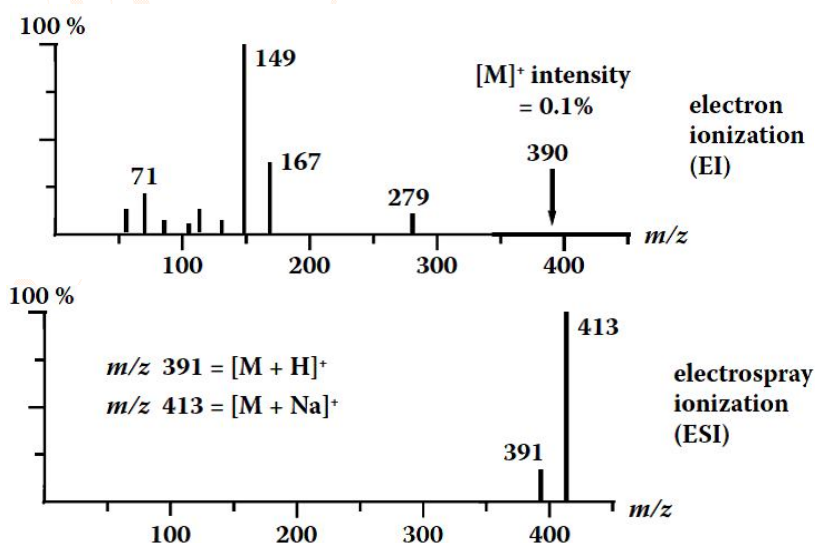 100 %
149
[M]⁺ intensity
= 0.1%
electron
ionization
(EI)
390
167
71
279
m/z
100
200
300
400
100 %
413
m/z 391 = [M + H]⁺
m/z 413 = [M + Na]⁺
electrospray
ionization
(ESI)
391
m/z
100
200
300
400